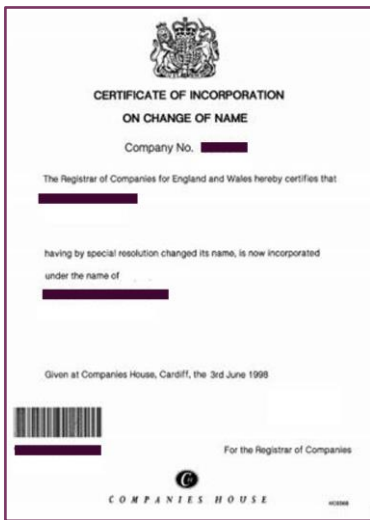 CERTIFICATE OF INCORPORATION
ON CHANGE OF NAME
Company No.
The Registrar of Companies for England and Wales hereby certifies that
having by special resolution changed its name, is now incorporated
under the name of
Given at Companies House, Cardiff, the 3rd June 1998
For the Registrar of Companies
COMPANIES HOUSE